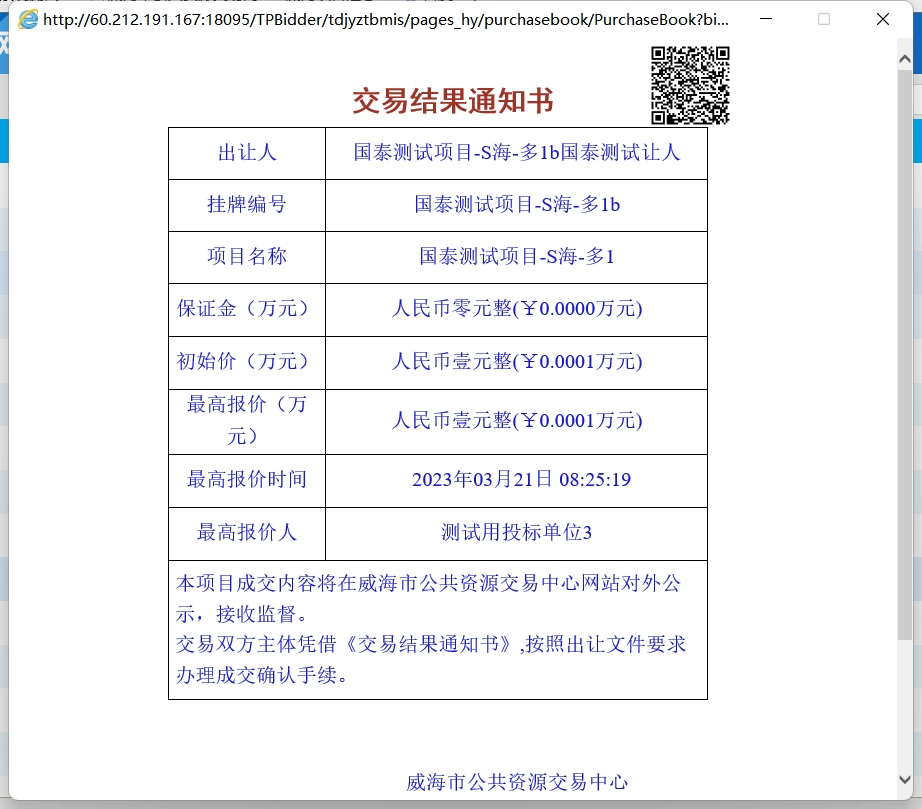 http://60.212.191.167:18095/TPBidder/tdjyztbmis/pages_hy/purchasebook/PurchaseBook?bi...
交易结果通知书
出让人 国泰测试项目-S海-多1b国泰测试让人
挂牌编号 国泰测试项目-S海-多1b
项目名称 国泰测试项目-S海-多1
保证金（万元） 人民币零元整(￥0.0000万元)
初始价（万元） 人民币壹元整(￥0.0001万元)
最高报价（万
元） 人民币壹元整(￥0.0001万元)
最高报价时间 2023年03月21日 08:25:19
最高报价人 测试用投标单位3
本项目成交内容将在威海市公共资源交易中心网站对外公
示，接收监督。
交易双方主体凭借《交易结果通知书》,按照出让文件要求
办理成交确认手续。
威海市公共资源交易中心